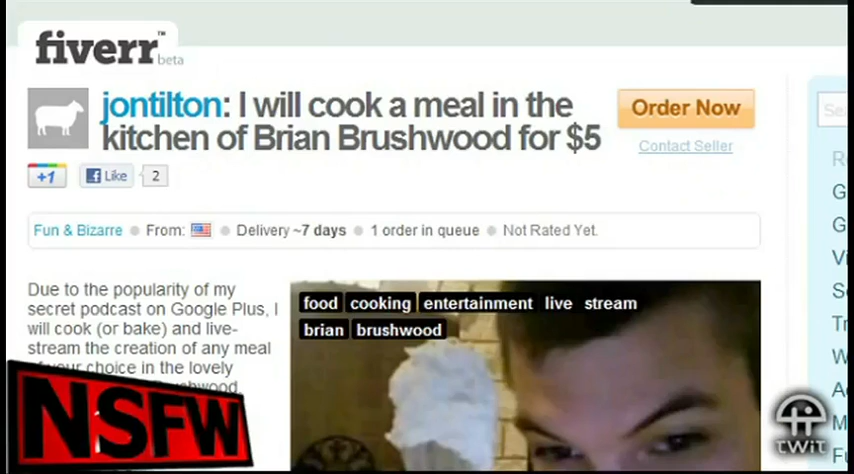 fiverr™
beta
jontilton: I will cook a meal in the
kitchen of Brian Brushwood for $5
Order Now
Contact Seller
+1
Like
2
Fun & Bizarre From: Delivery ~7 days 1 order in queue Not Rated Yet.
Due to the popularity of my
secret podcast on Google Plus, I
will cook (or bake) and live-
stream the creation of any meal
choice in the lovely
food cooking entertainment live stream
brian brushwood
NSFW
TWiT